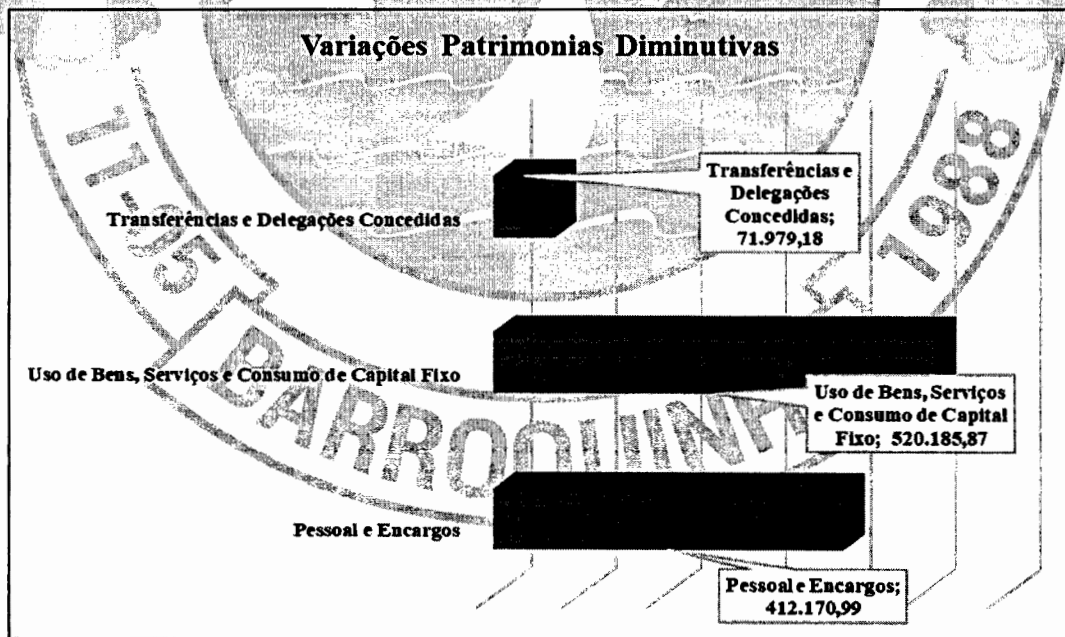 Variações Patrimonias Diminutivas
Transferências e Delegações Concedidas
Transferências e
Delegações
Concedidas;
71.979,18
Uso de Bens, Serviços e Consumo de Capital Fixo
Uso de Bens, Serviços
e Consumo de Capital
Fixo; 520.185,87
Pessoal e Encargos
Pessoal e Encargos;
412.170,99
11-05
BARROQUINHA
1988